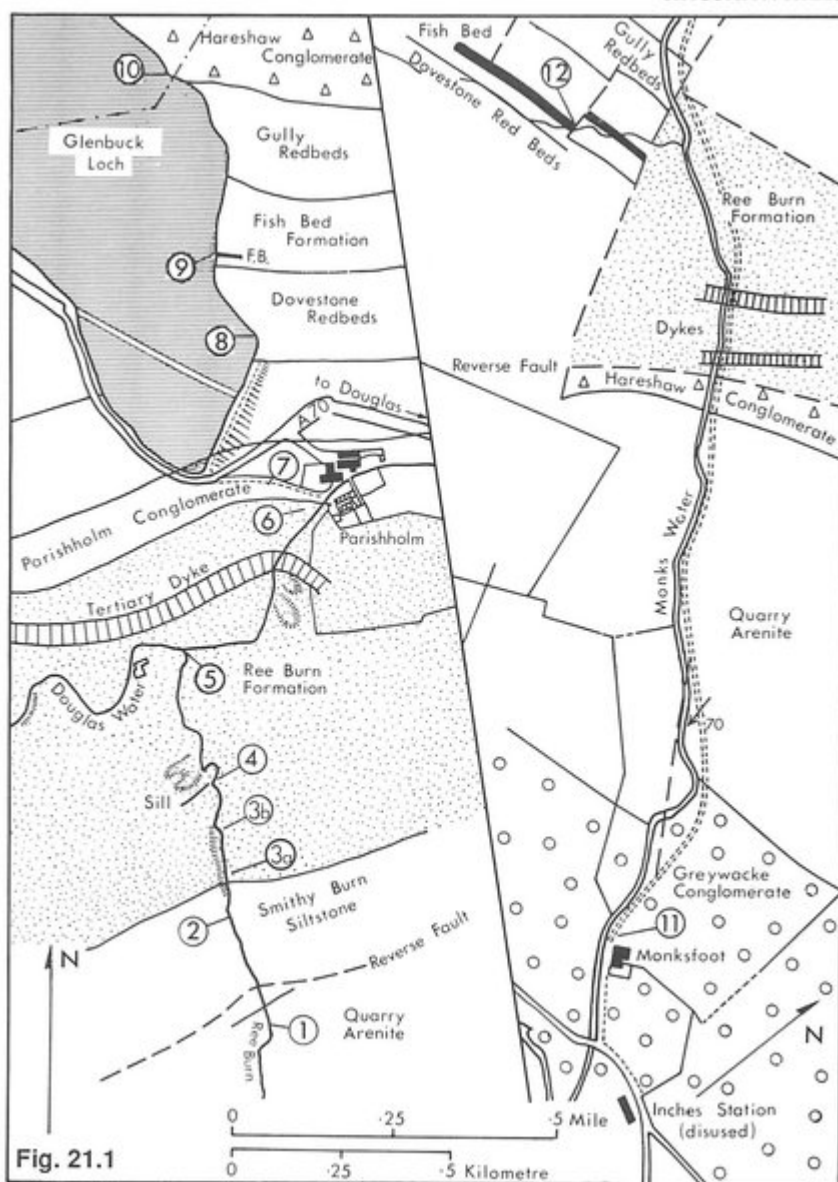 Hareshaw
Conglomerate
10
Glenbuck
Loch
Gully
Redbeds
Fish Bed
Formation
9
F.B.
Dovestone
Redbeds
8
to Douglas
A70
7
Parishholm Conglomerate
6
Parishholm
Tertiary Dyke
5
Ree Burn
Formation
Douglas Water
4
Sill
3b
3a
Smithy Burn
Siltstone
2
Reverse Fault
N
1
Quarry
Arenite
Ree Burn
Fish Bed
12
Gully
Redbeds
Dovestone Red Beds
Ree Burn
Formation
Dykes
Reverse Fault
Hareshaw
Conglomerate
Monks Water
Quarry
Arenite
70
Greywacke
Conglomerate
11
Monksfoot
N
Inches Station
(disused)
0 .25 .5 Mile
0 .25 .5 Kilometre
Fig. 21.1